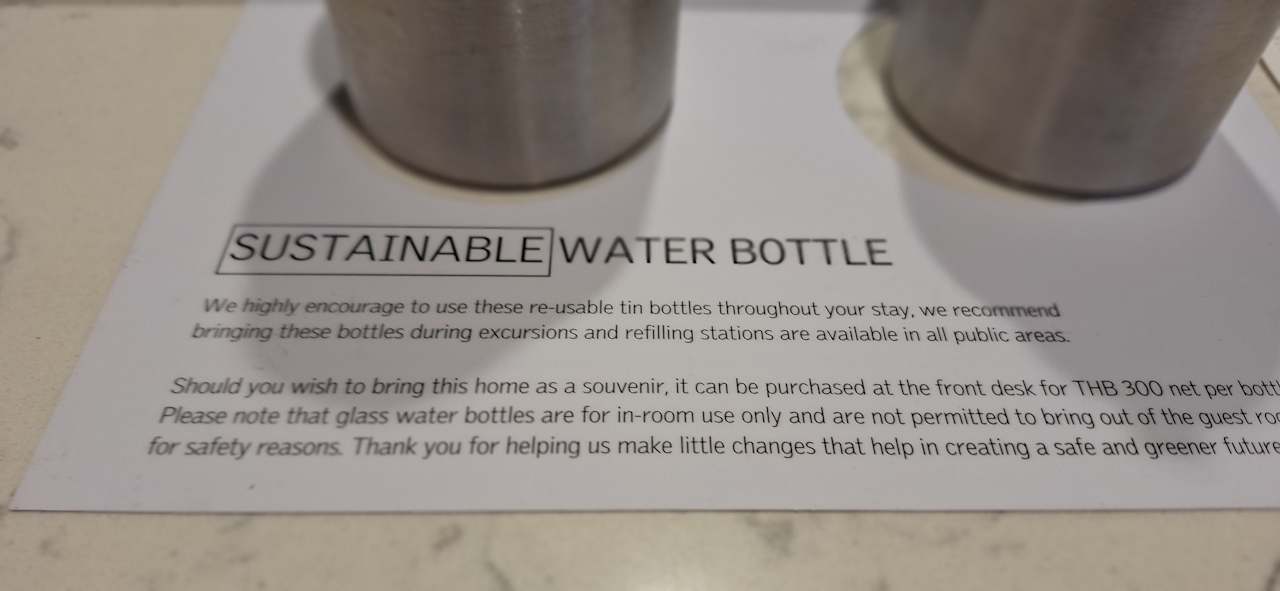 SUSTAINABLE WATER BOTTLE
We highly encourage to use these re-usable tin bottles throughout your stay, we recommend
bringing these bottles during excursions and refilling stations are available in all public areas.
Should you wish to bring this home as a souvenir, it can be purchased at the front desk for THB 300 net per
Please note that glass water bottles are for in-room use only and are not permitted to bring out of the guest
for safety reasons. Thank you for helping us make little changes that help in creating a safe and greener future